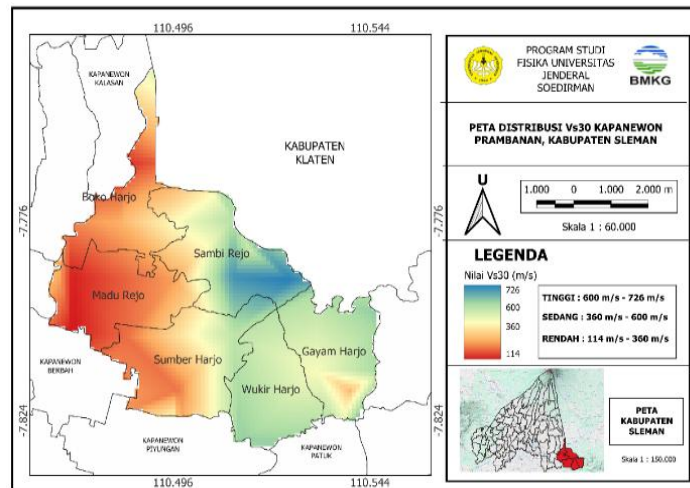 110.496
110.544
KAPANEWON
KALASAN
KABUPATEN
KLATEN
Boko Harjo
-7.776
-7.776
Sambi Rejo
Madu Rejo
Sumber Harjo
Gayam Harjo
Wukir Harjo
KAPANEWON
BERBAH
-7.824
-7.824
KAPANEWON
PIYUNGAN
KAPANEWON
PATUK
110.496
110.544
PROGRAM STUDI
FISIKA UNIVERSITAS
JENDERAL
SOEDIRMAN
BMKG
PETA DISTRIBUSI Vs30 KAPANEWON
PRAMBANAN, KABUPATEN SLEMAN
U
1.000 0 1.000 2.000 m
Skala 1 : 60.000
LEGENDA
Nilai Vs30 (m/s)
726
600
360
114
TINGGI : 600 m/s - 726 m/s
SEDANG : 360 m/s - 600 m/s
RENDAH : 114 m/s - 360 m/s
PETA
KABUPATEN
SLEMAN
Skala 1 : 150.000